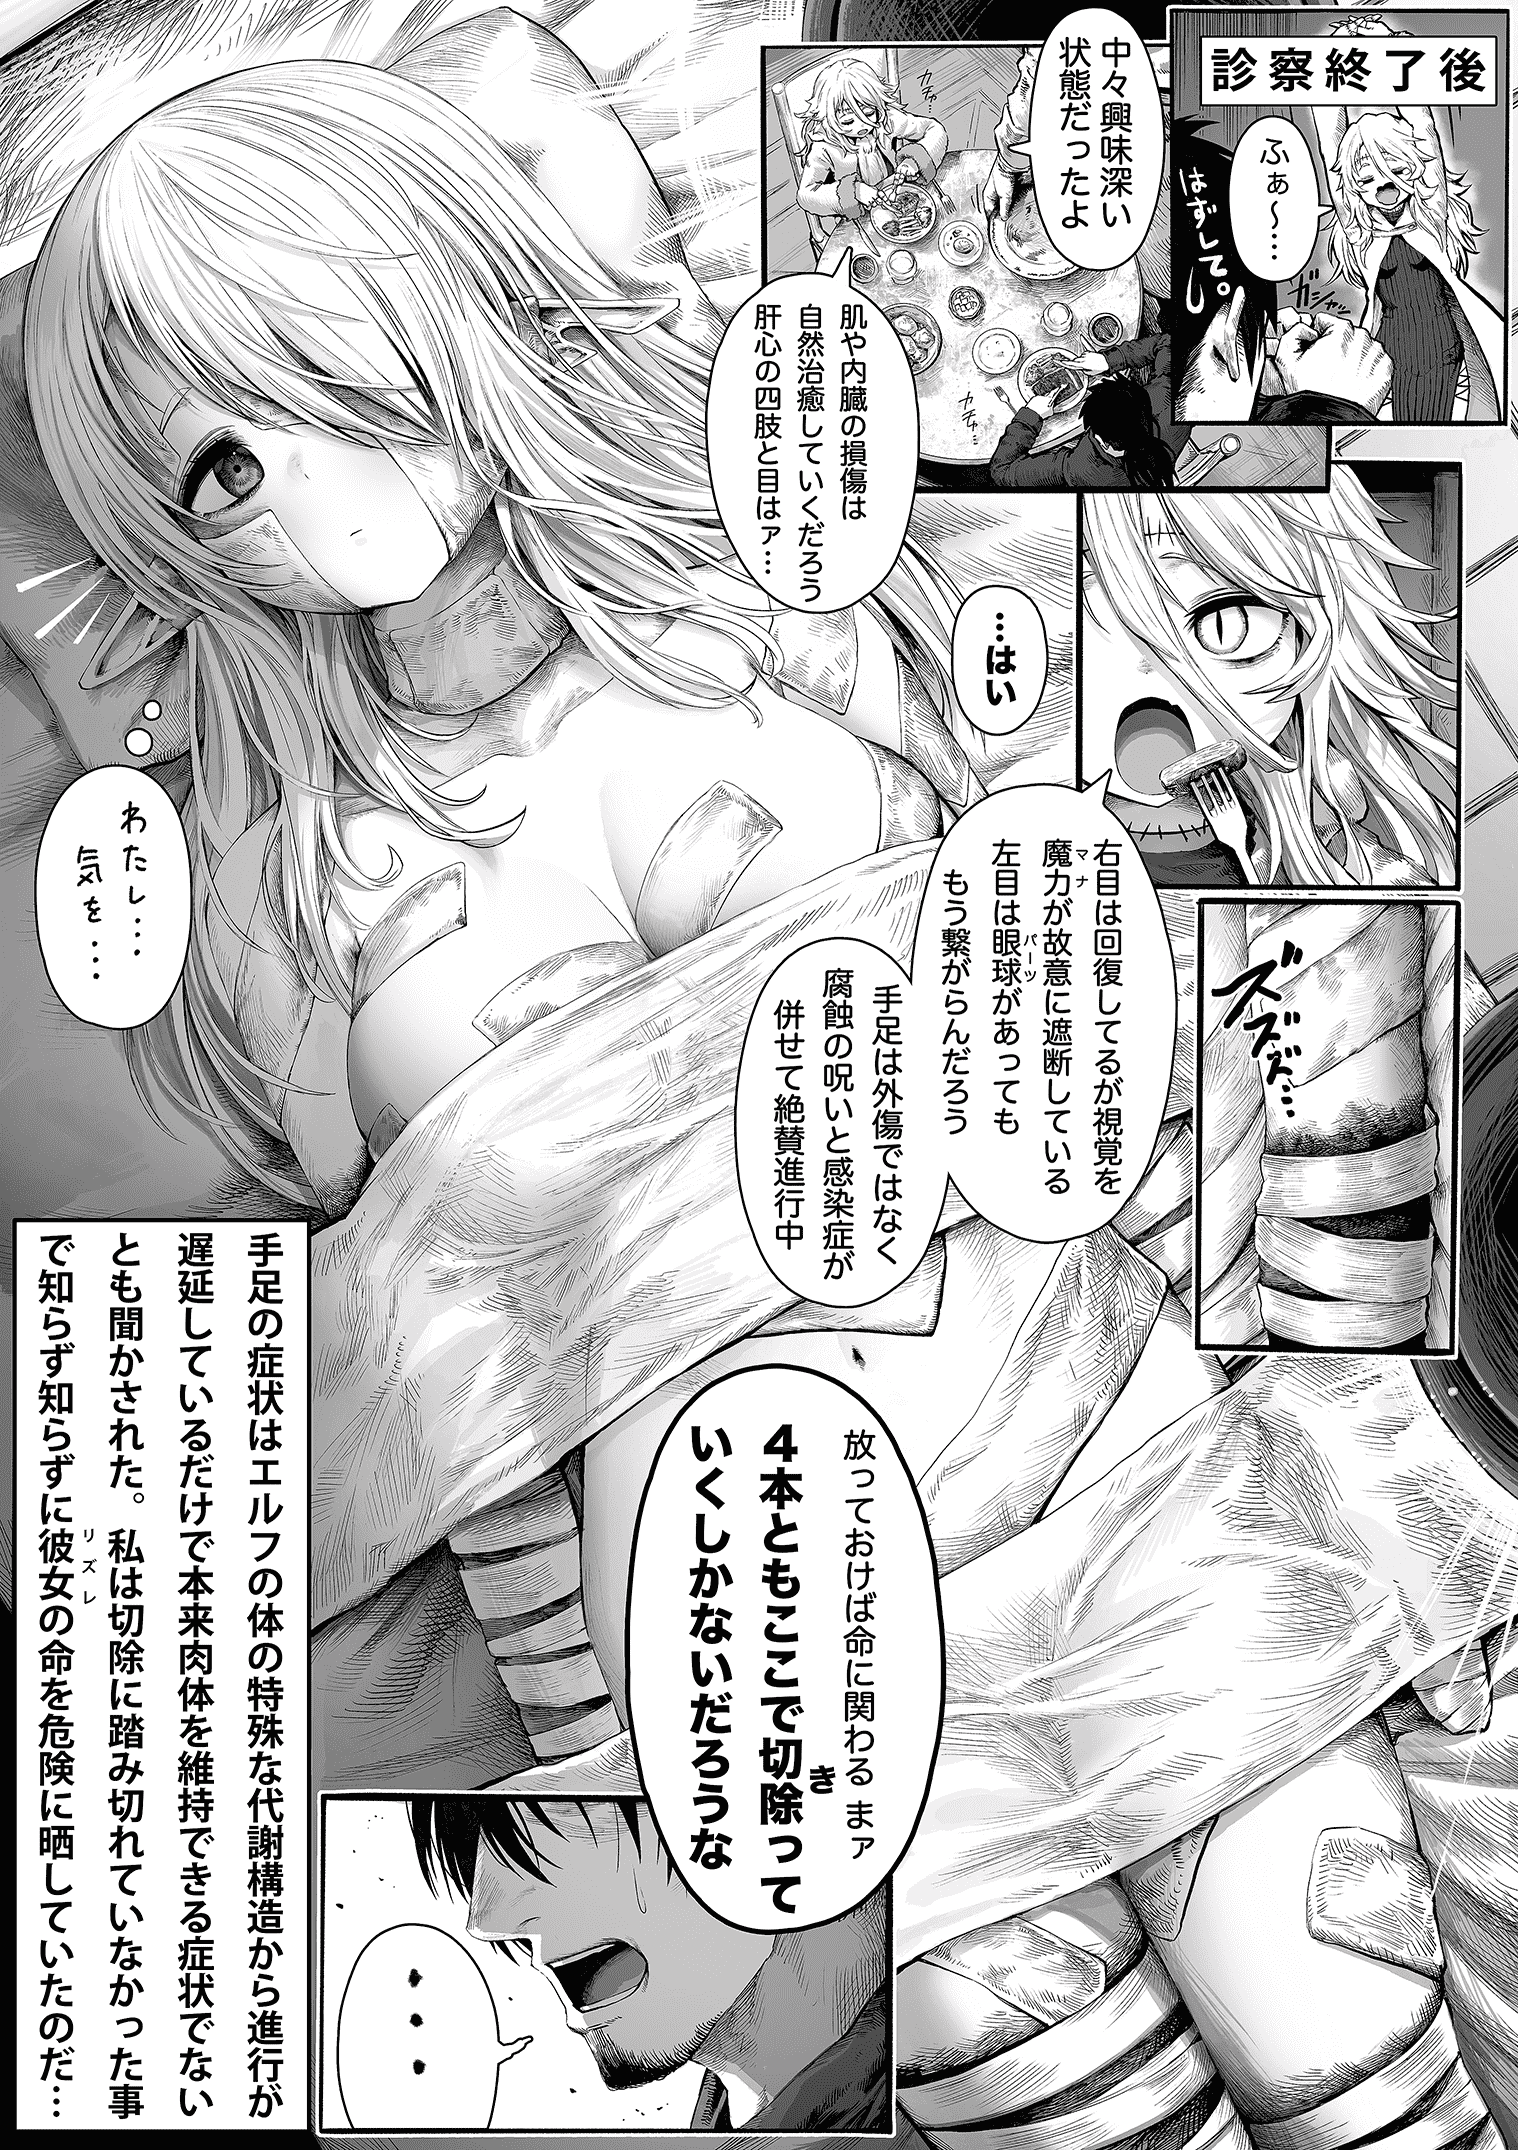 診察終了後
ふぁ～…
はずしてし。
ガシャッ
中々興味深い
状態だったよ
カチャ…
カチャ…
肌や内臓の損傷は
自然治癒していくだろう
肝心の四肢と目はァ…
…はい
右目は回復してるが視覚を
魔力が故意に遮断している
マナ
左目は眼球があっても
パーツ
もう繋がらんだろう
ズズズ…
手足は外傷ではなく
腐蝕の呪いと感染症が
併せて絶賛進行中
わたし…
気を…
放っておけば命に関わる まァ
4本ともここで切除って
き
いくしかないだろうな
・・・
手足の症状はエルフの体の特殊な代謝構造から進行が
遅延しているだけで本来肉体を維持できる症状でない
とも聞かされた。私は切除に踏み切れていなかった事
で知らず知らずに彼女の命を危険に晒していたのだ…
リズレ